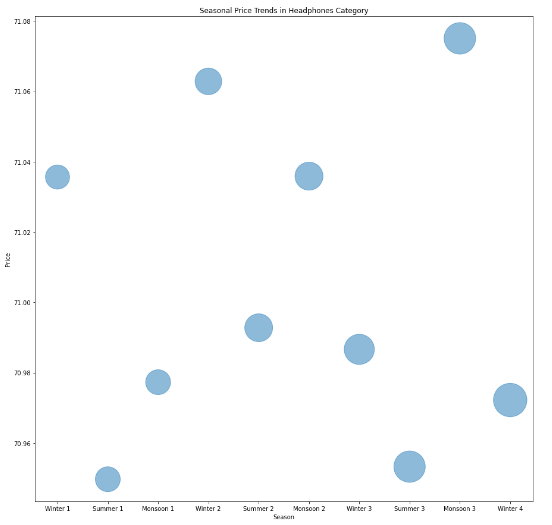 Seasonal Price Trends in Headphones Category
71.08
71.06
71.04
71.02
71.00
70.98
70.96
Price
Winter 1 Summer 1 Monsoon 1 Winter 2 Summer 2 Monsoon 2 Winter 3 Summer 3 Monsoon 3 Winter 4
Season